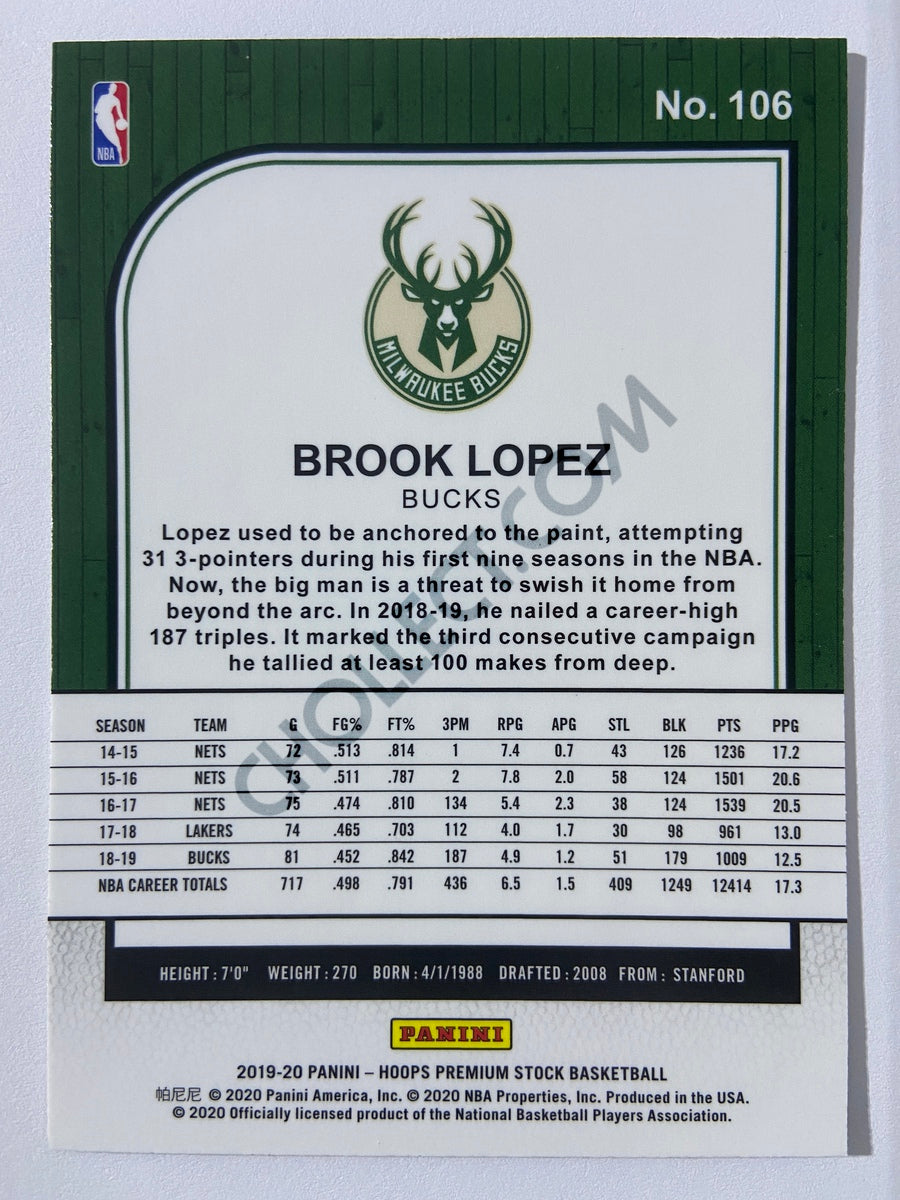 No. 106
NBA
MILWAUKEE BUCKS
BROOK LOPEZ
BUCKS
Lopez used to be anchored to the paint, attempting
31 3-pointers during his first nine seasons in the NBA.
Now, the big man is a threat to swish it home from
beyond the arc. In 2018-19, he nailed a career-high
187 triples. It marked the third consecutive campaign
he tallied at least 100 makes from deep.
CHOLLECT.COM
SEASON TEAM G FG% FT% 3PM RPG APG STL BLK PTS PPG
14-15 NETS 72 .513 .814 1 7.4 0.7 43 126 1236 17.2
15-16 NETS 73 .511 .787 2 7.8 2.0 58 124 1501 20.6
16-17 NETS 75 .474 .810 134 5.4 2.3 38 124 1539 20.5
17-18 LAKERS 74 .465 .703 112 4.0 1.7 30 98 961 13.0
18-19 BUCKS 81 .452 .842 187 4.9 1.2 51 179 1009 12.5
NBA CAREER TOTALS 717 .498 .791 436 6.5 1.5 409 1249 12414 17.3
HEIGHT: 7'0" WEIGHT: 270 BORN: 4/1/1988 DRAFTED: 2008 FROM: STANFORD
PANINI
2019-20 PANINI – HOOPS PREMIUM STOCK BASKETBALL
帕尼尼 © 2020 Panini America, Inc. © 2020 NBA Properties, Inc. Produced in the USA.
© 2020 Officially licensed product of the National Basketball Players Association.